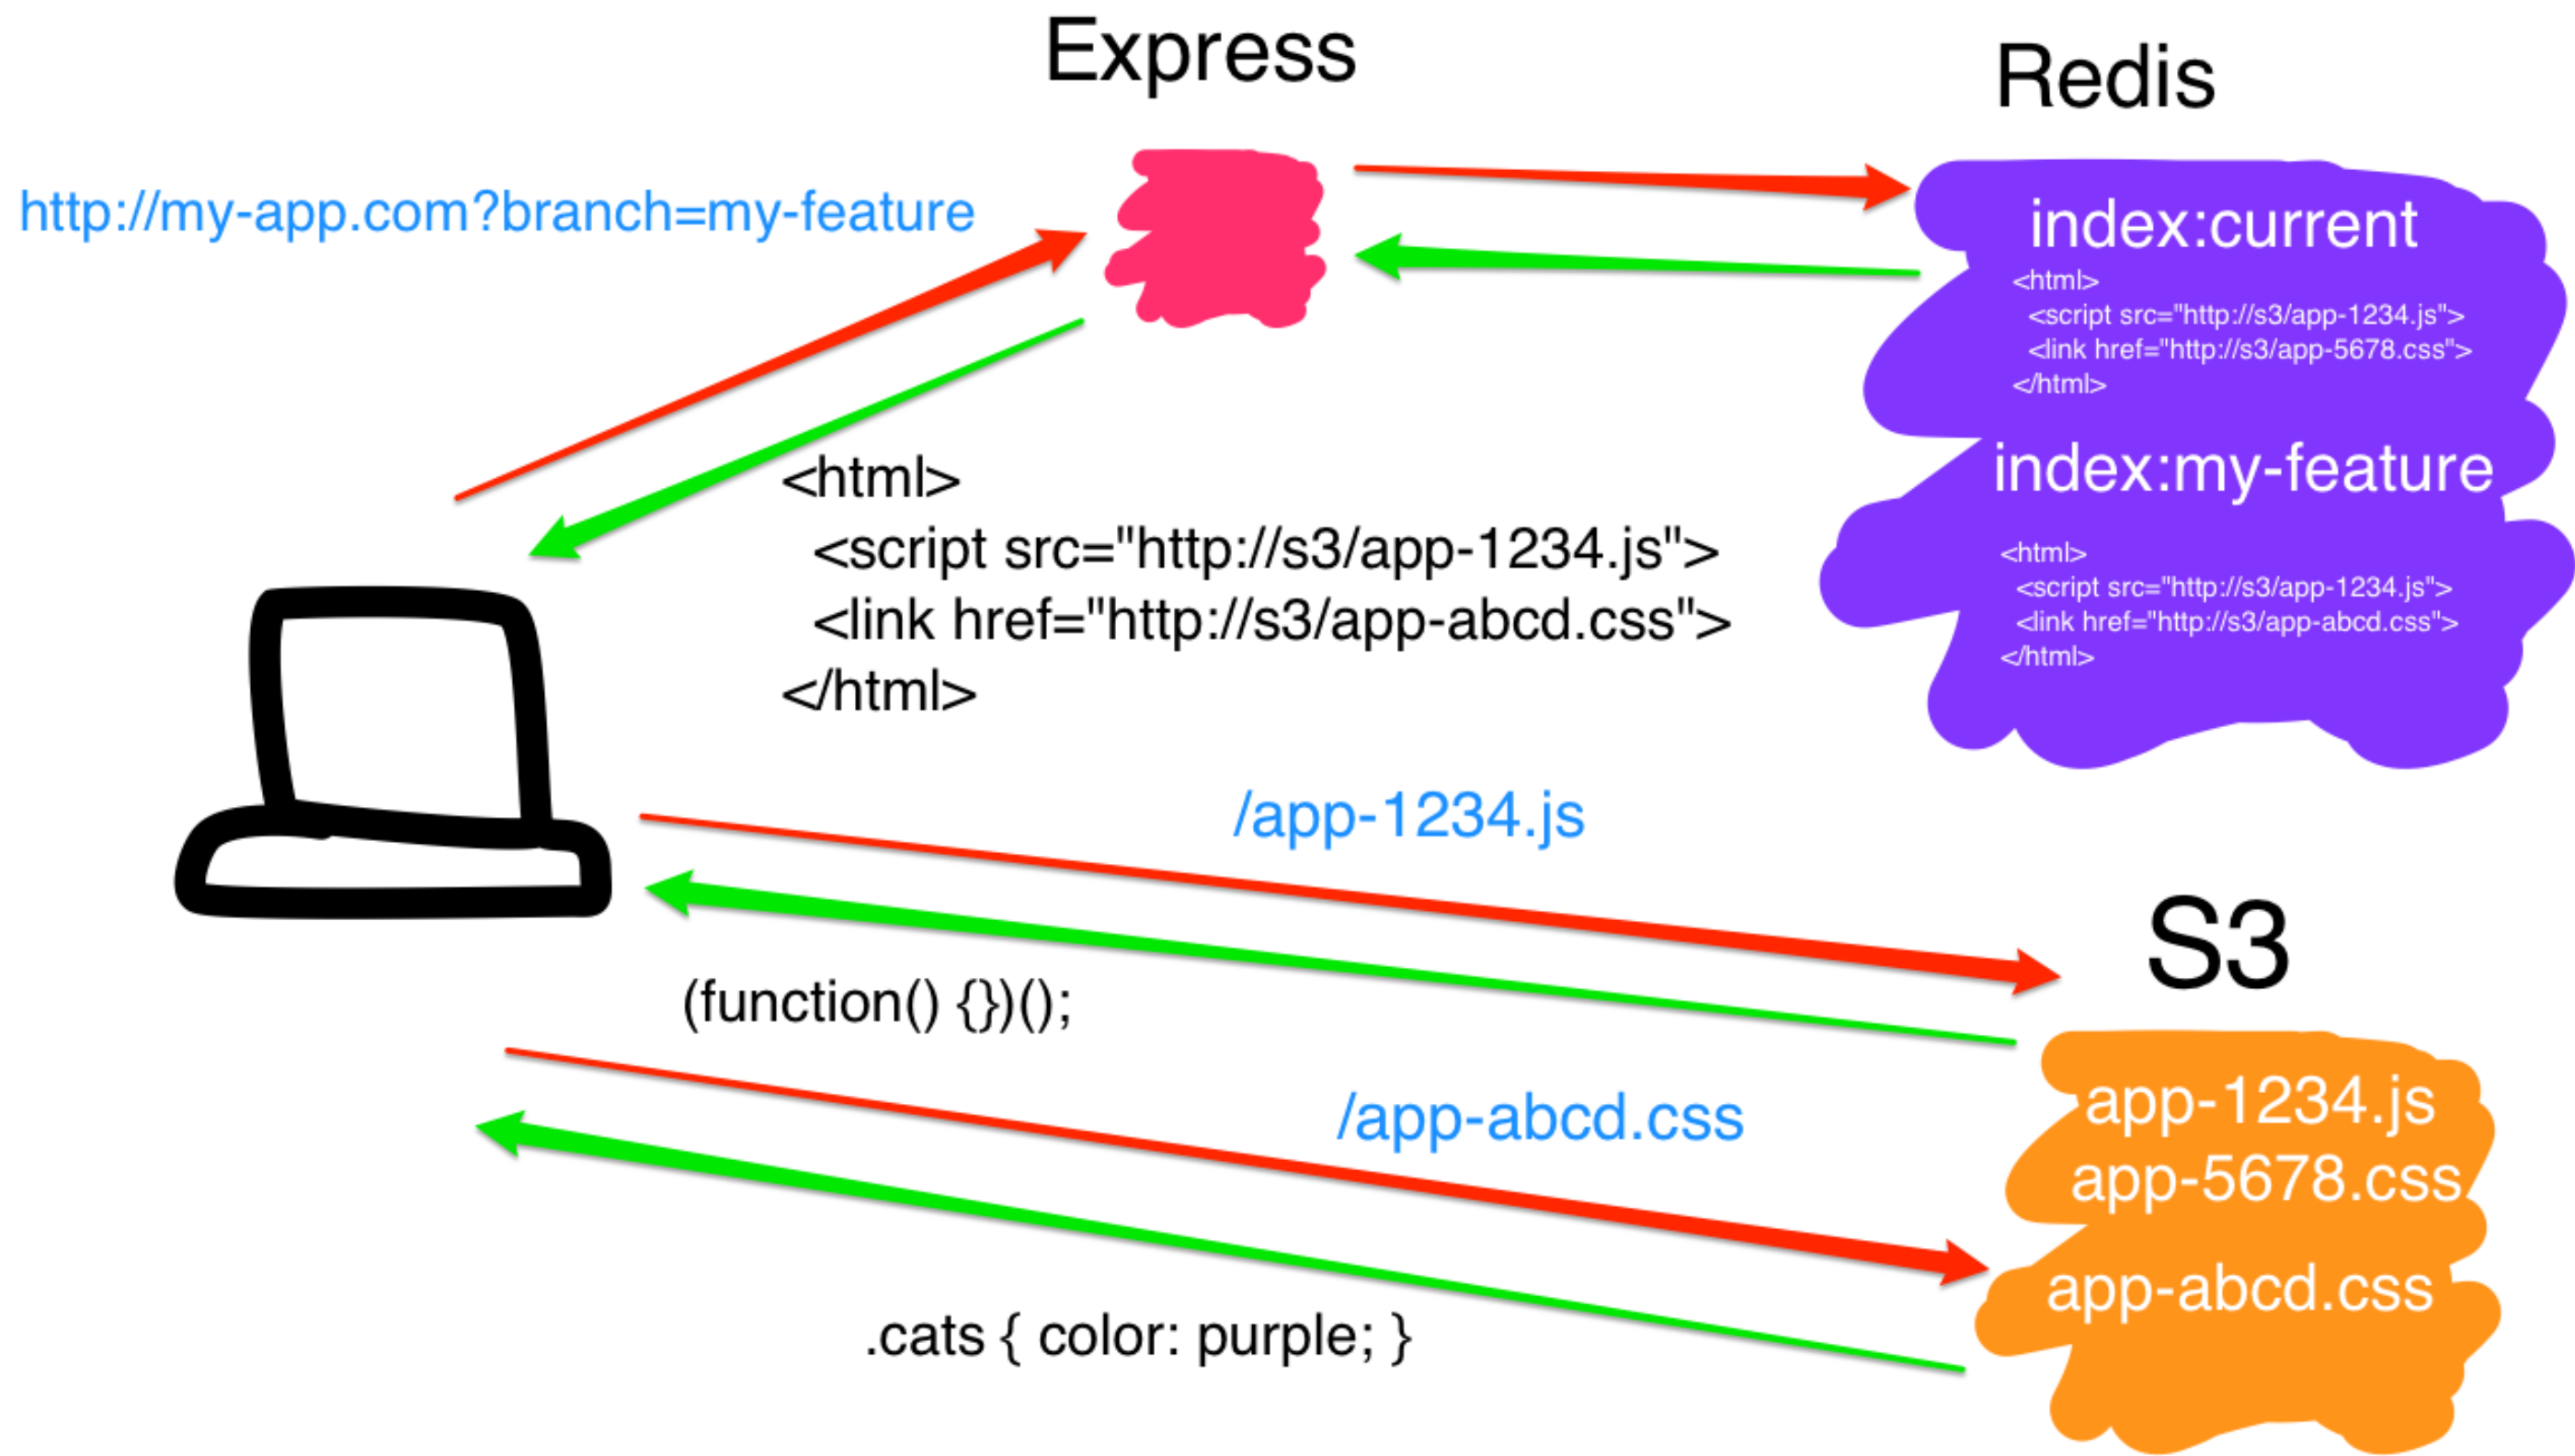 Express
Redis
http://my-app.com?branch=my-feature
index:current
<html>
<script src="http://s3/app-1234.js">
<link href="http://s3/app-5678.css">
</html>
index:my-feature
<html>
<script src="http://s3/app-1234.js">
<link href="http://s3/app-abcd.css">
</html>
<html>
<script src="http://s3/app-1234.js">
<link href="http://s3/app-abcd.css">
</html>
/app-1234.js
(function() {})();
S3
/app-abcd.css
app-1234.js
app-5678.css
app-abcd.css
.cats { color: purple; }